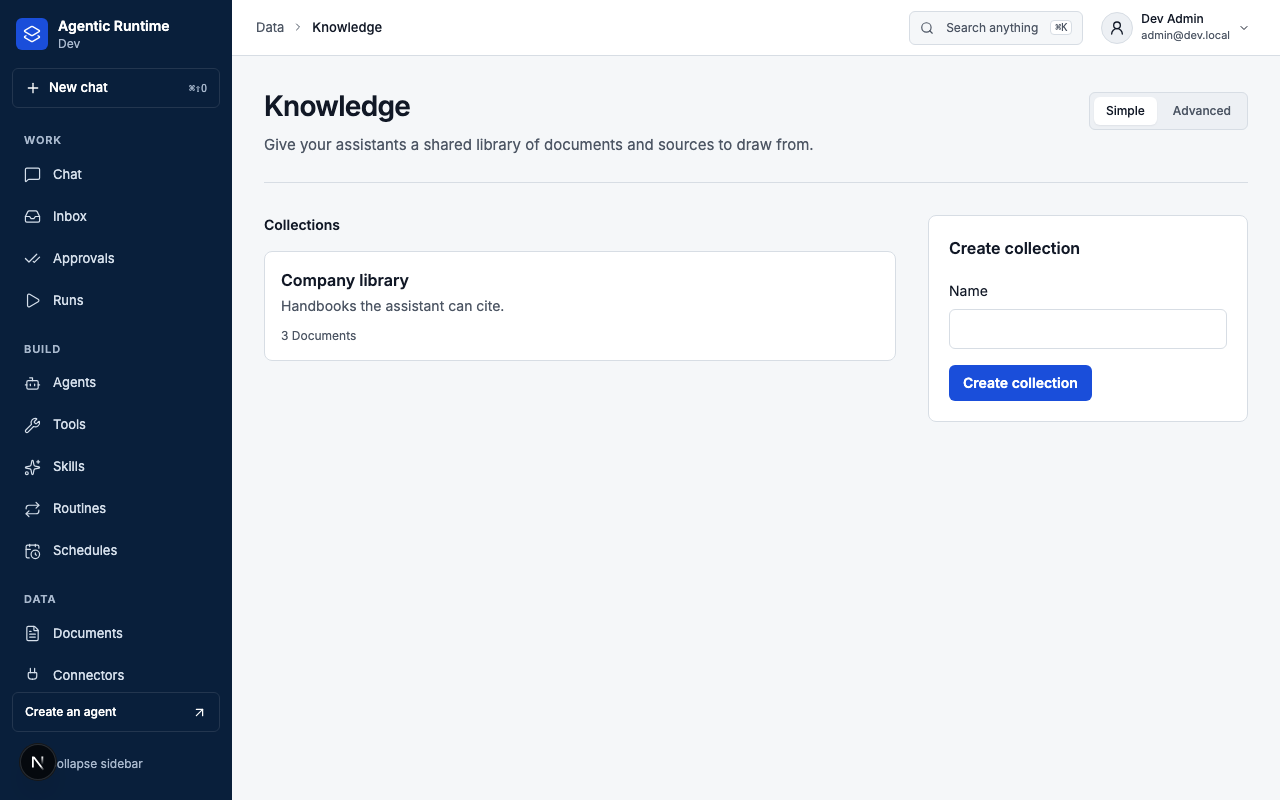 Agentic Runtime
Dev
New chat
⌘⇧O
WORK
Chat
Inbox
Approvals
Runs
BUILD
Agents
Tools
Skills
Routines
Schedules
DATA
Documents
Connectors
Create an agent
ollapse sidebar
Data
Knowledge
Search anything
⌘K
Dev Admin
admin@dev.local
Knowledge
Simple
Advanced
Give your assistants a shared library of documents and sources to draw from.
Collections
Company library
Handbooks the assistant can cite.
3 Documents
Create collection
Name
Create collection